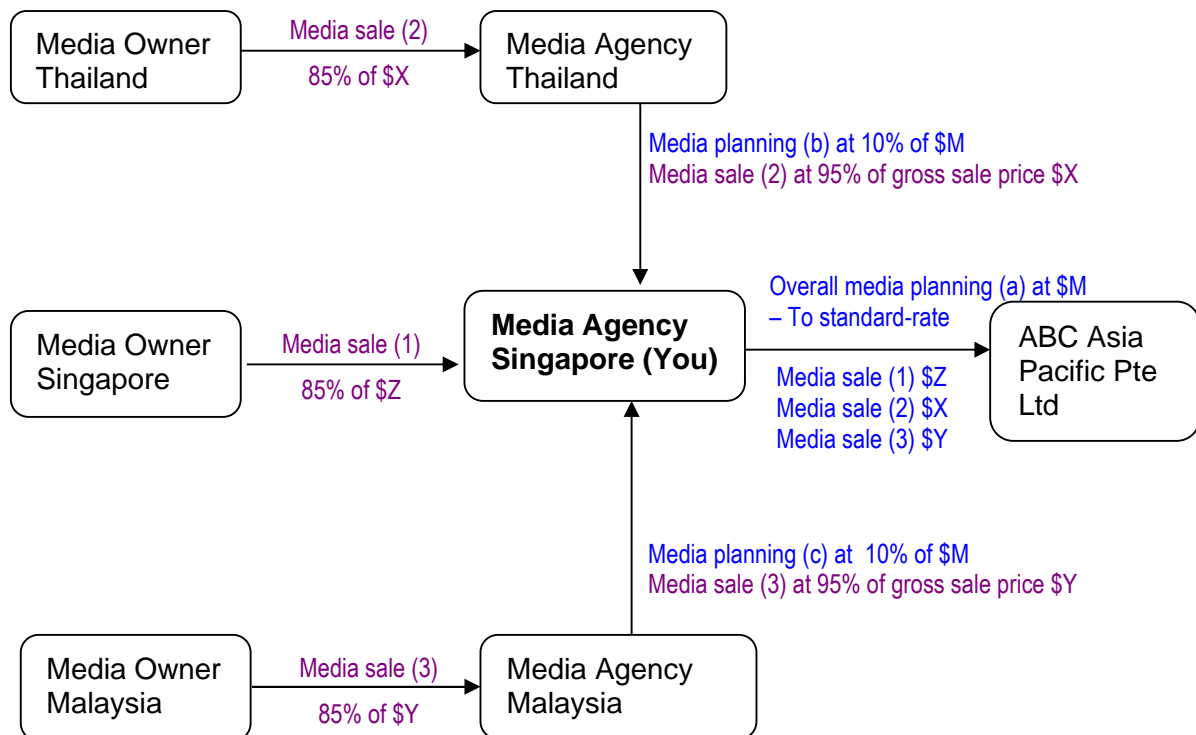 Media Owner
Thailand
Media sale (2)
85% of $X
Media Agency
Thailand
Media planning (b) at 10% of $M
Media sale (2) at 95% of gross sale price $X
Media Owner
Singapore
Media sale (1)
85% of $Z
Media Agency
Singapore (You)
Overall media planning (a) at $M
– To standard-rate
Media sale (1) $Z
Media sale (2) $X
Media sale (3) $Y
ABC Asia
Pacific Pte
Ltd
Media planning (c) at 10% of $M
Media sale (3) at 95% of gross sale price $Y
Media Owner
Malaysia
Media sale (3)
85% of $Y
Media Agency
Malaysia